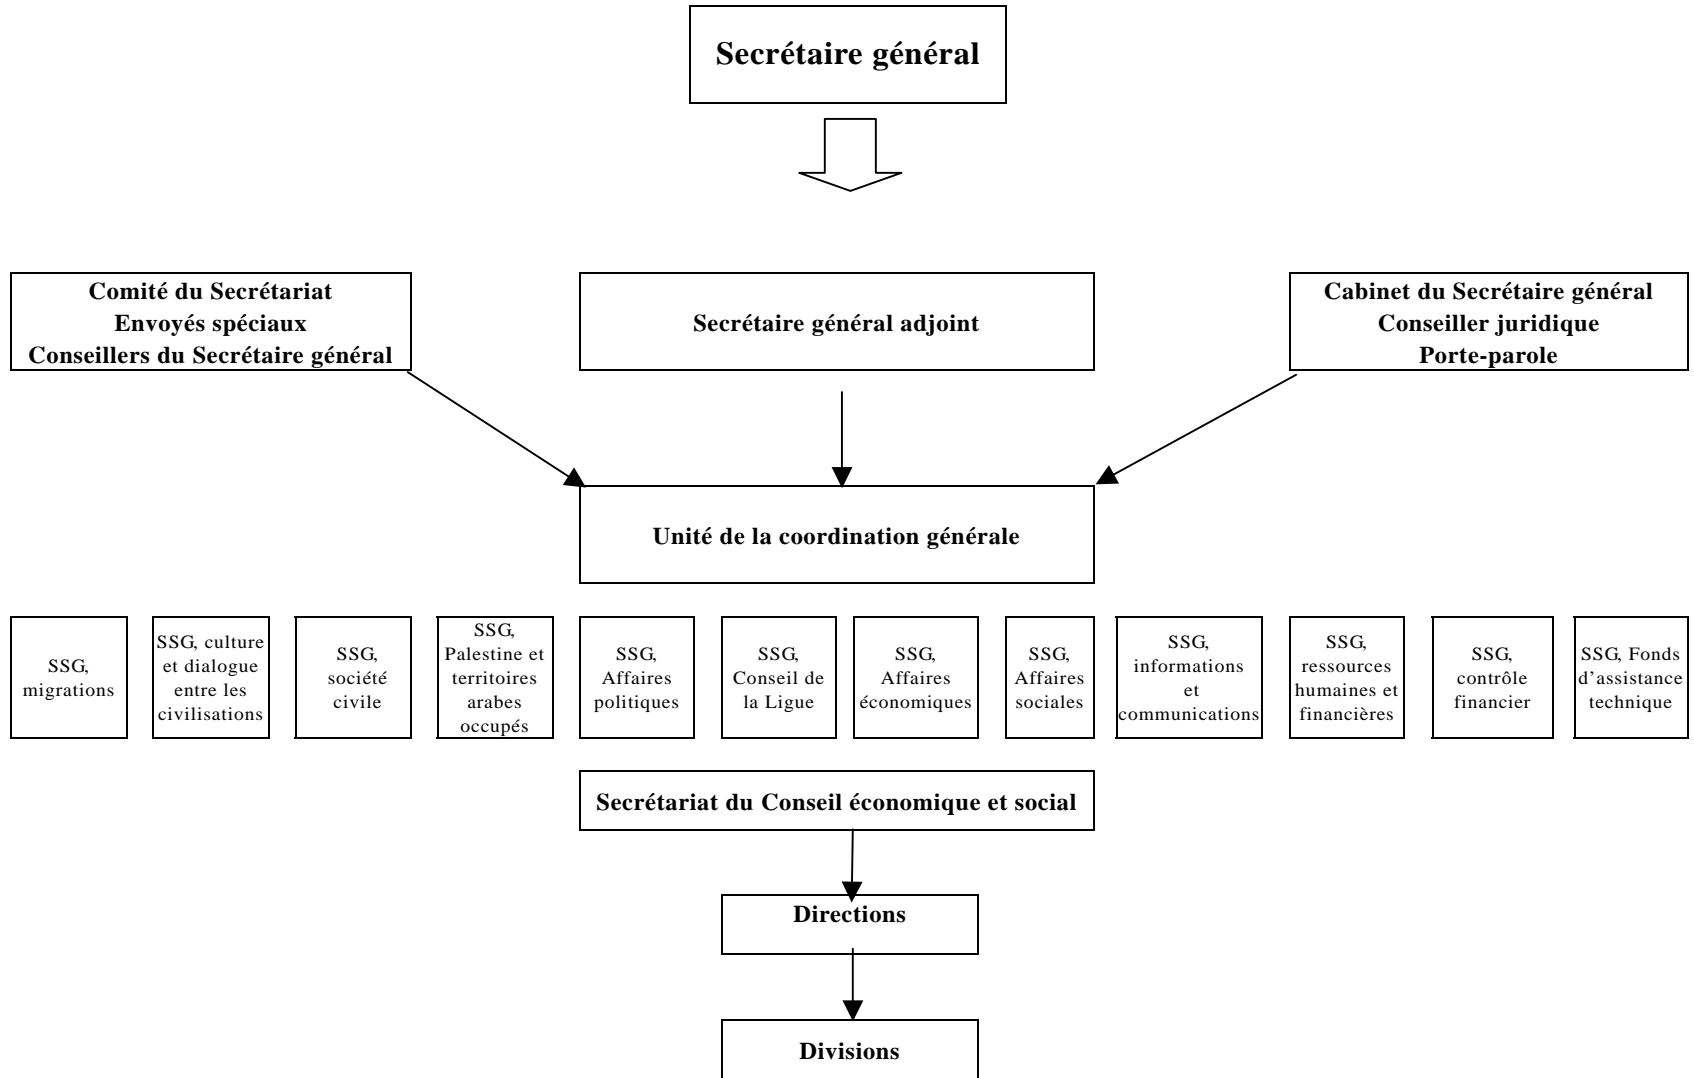 Secrétaire général
Comité du Secrétariat
Envoyés spéciaux
Conseillers du Secrétaire général
Secrétaire général adjoint
Cabinet du Secrétaire général
Conseiller juridique
Porte-parole
Unité de la coordination générale
SSG,
migrations
SSG, culture
et dialogue
entre les
civilisations
SSG,
société
civile
SSG,
Palestine et
territoires
arabes
occupés
SSG,
Affaires
politiques
SSG,
Conseil de
la Ligue
SSG,
Affaires
économiques
SSG,
Affaires
sociales
SSG,
informations
et
communications
SSG,
ressources
humaines et
financières
SSG,
contrôle
financier
SSG, Fonds
d’assistance
technique
Secrétariat du Conseil économique et social
Directions
Divisions